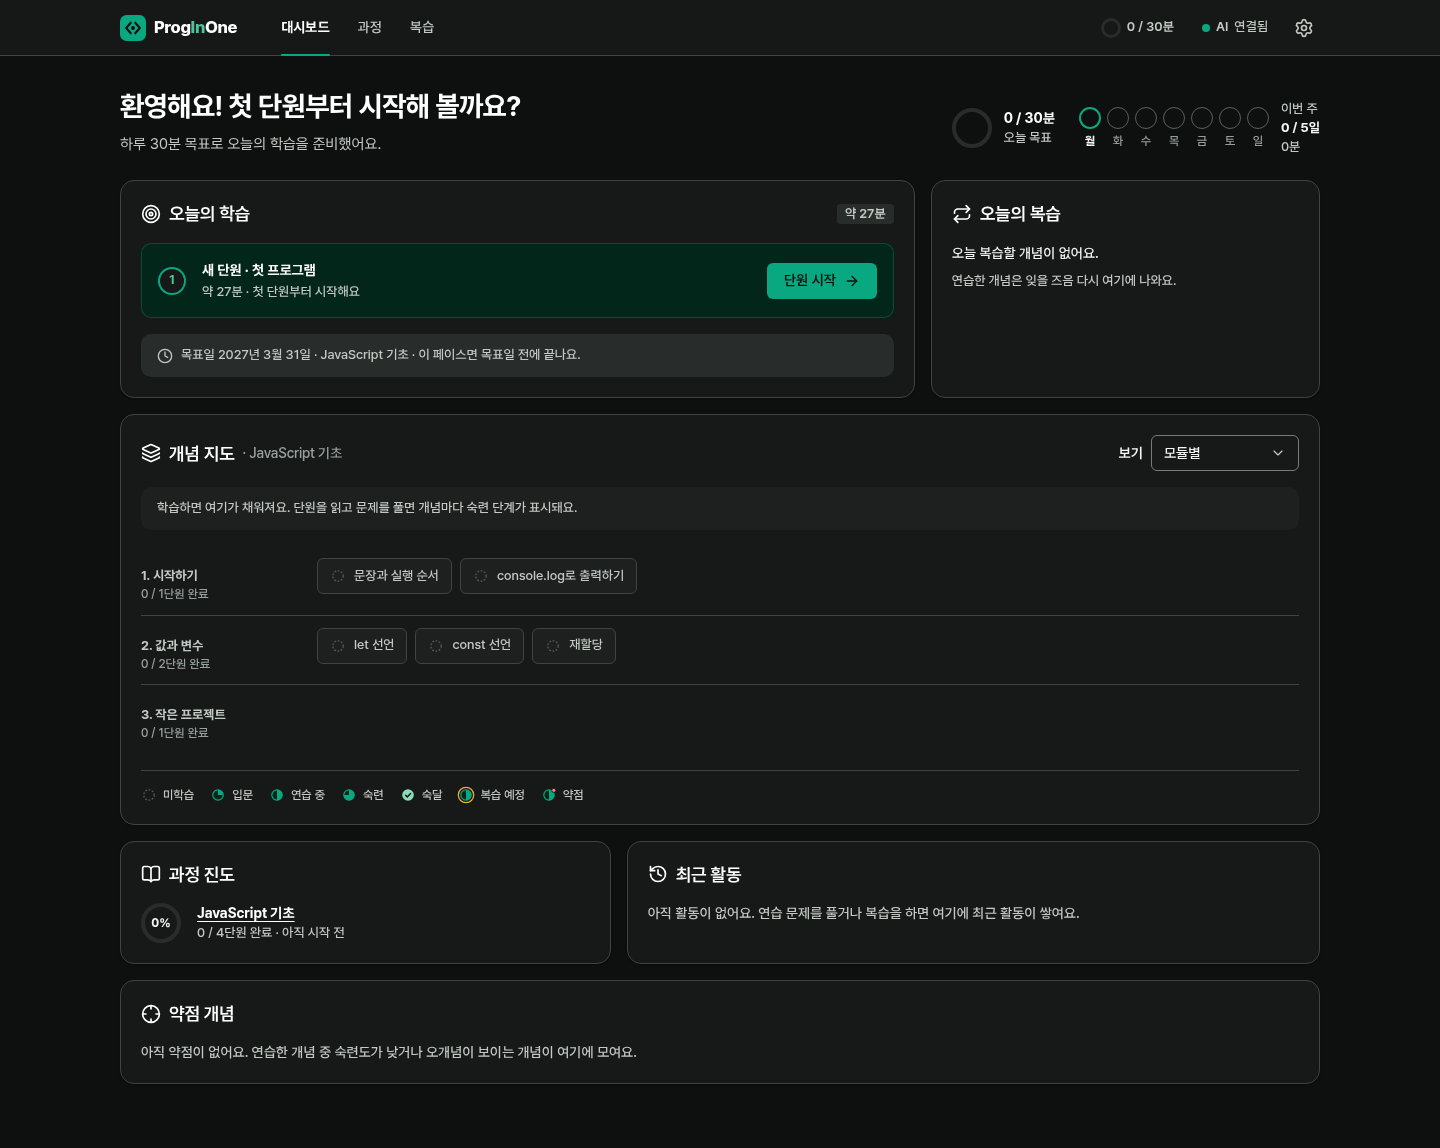 ProgInOne
대시보드
과정
복습
0 / 30분
AI 연결됨
환영해요! 첫 단원부터 시작해 볼까요?
하루 30분 목표로 오늘의 학습을 준비했어요.
0 / 30분
오늘 목표
월 화 수 목 금 토 일
이번 주
0 / 5일
0분
오늘의 학습
약 27분
1
새 단원 · 첫 프로그램
약 27분 · 첫 단원부터 시작해요
단원 시작
목표일 2027년 3월 31일 · JavaScript 기초 · 이 페이스면 목표일 전에 끝나요.
오늘의 복습
오늘 복습할 개념이 없어요.
연습한 개념은 잊을 즈음 다시 여기에 나와요.
개념 지도 · JavaScript 기초
보기
모듈별
학습하면 여기가 채워져요. 단원을 읽고 문제를 풀면 개념마다 숙련 단계가 표시돼요.
1. 시작하기
0 / 1단원 완료
문장과 실행 순서
console.log로 출력하기
2. 값과 변수
0 / 2단원 완료
let 선언
const 선언
재할당
3. 작은 프로젝트
0 / 1단원 완료
미학습
입문
연습 중
숙련
숙달
복습 예정
약점
과정 진도
0%
JavaScript 기초
0 / 4단원 완료 · 아직 시작 전
최근 활동
아직 활동이 없어요. 연습 문제를 풀거나 복습을 하면 여기에 최근 활동이 쌓여요.
약점 개념
아직 약점이 없어요. 연습한 개념 중 숙련도가 낮거나 오개념이 보이는 개념이 여기에 모여요.